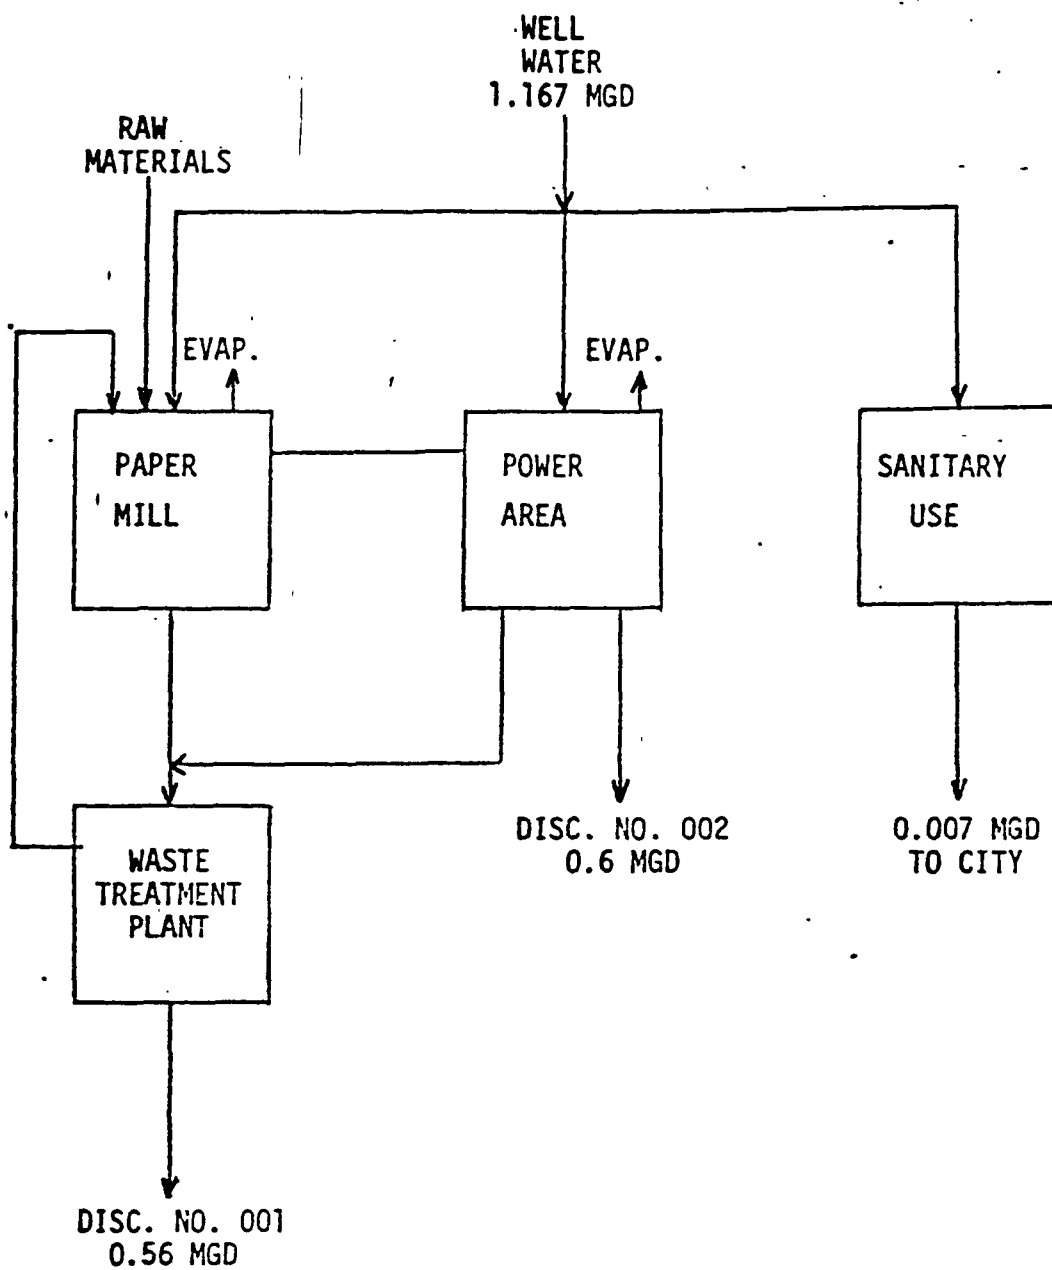 WELL
WATER
1.167 MGD
RAW
MATERIALS
EVAP.
EVAP.
PAPER
MILL
POWER
AREA
SANITARY
USE
DISC. NO. 002
0.6 MGD
0.007 MGD
TO CITY
WASTE
TREATMENT
PLANT
DISC. NO. 001
0.56 MGD